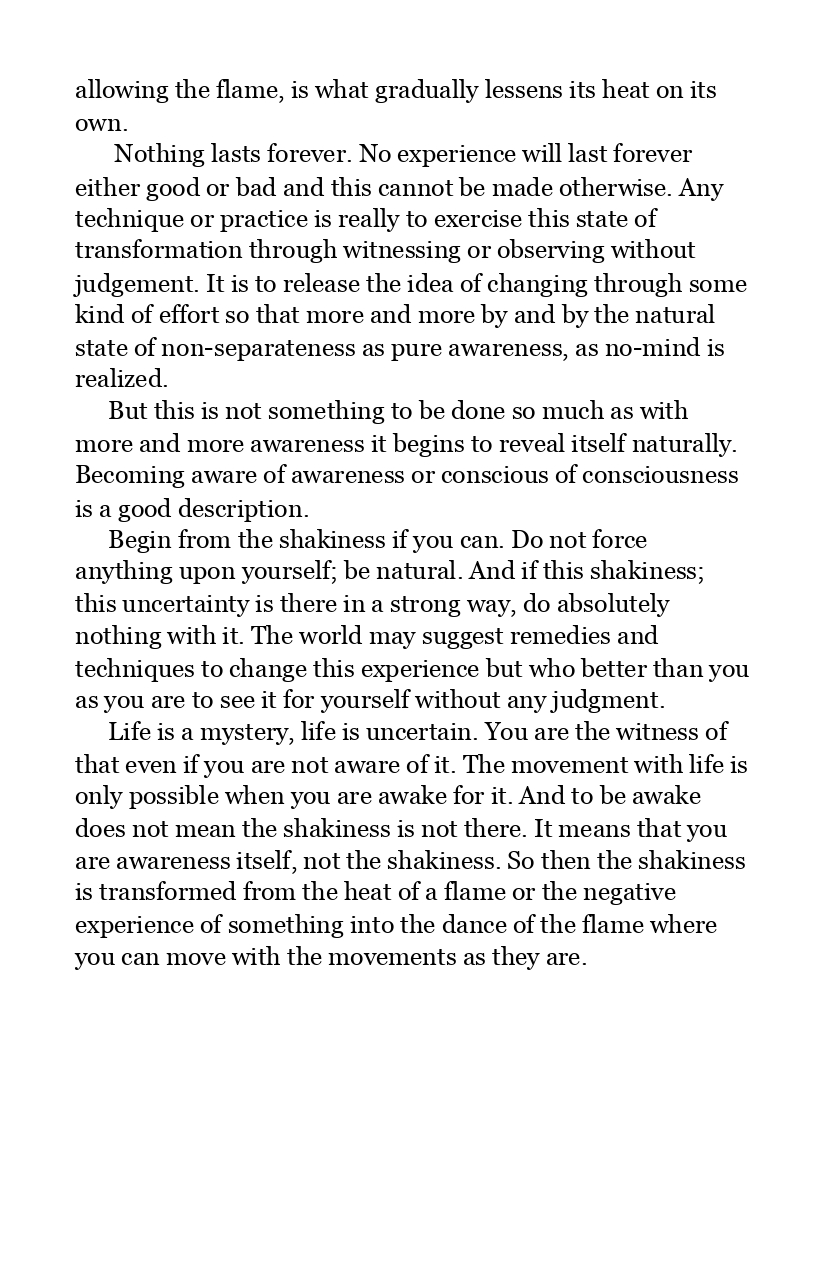 allowing the flame, is what gradually lessens its heat on its
own.
Nothing lasts forever. No experience will last forever
either good or bad and this cannot be made otherwise. Any
technique or practice is really to exercise this state of
transformation through witnessing or observing without
judgement. It is to release the idea of changing through some
kind of effort so that more and more by and by the natural
state of non-separateness as pure awareness, as no-mind is
realized.
But this is not something to be done so much as with
more and more awareness it begins to reveal itself naturally.
Becoming aware of awareness or conscious of consciousness
is a good description.
Begin from the shakiness if you can. Do not force
anything upon yourself; be natural. And if this shakiness;
this uncertainty is there in a strong way, do absolutely
nothing with it. The world may suggest remedies and
techniques to change this experience but who better than you
as you are to see it for yourself without any judgment.
Life is a mystery, life is uncertain. You are the witness of
that even if you are not aware of it. The movement with life is
only possible when you are awake for it. And to be awake
does not mean the shakiness is not there. It means that you
are awareness itself, not the shakiness. So then the shakiness
is transformed from the heat of a flame or the negative
experience of something into the dance of the flame where
you can move with the movements as they are.